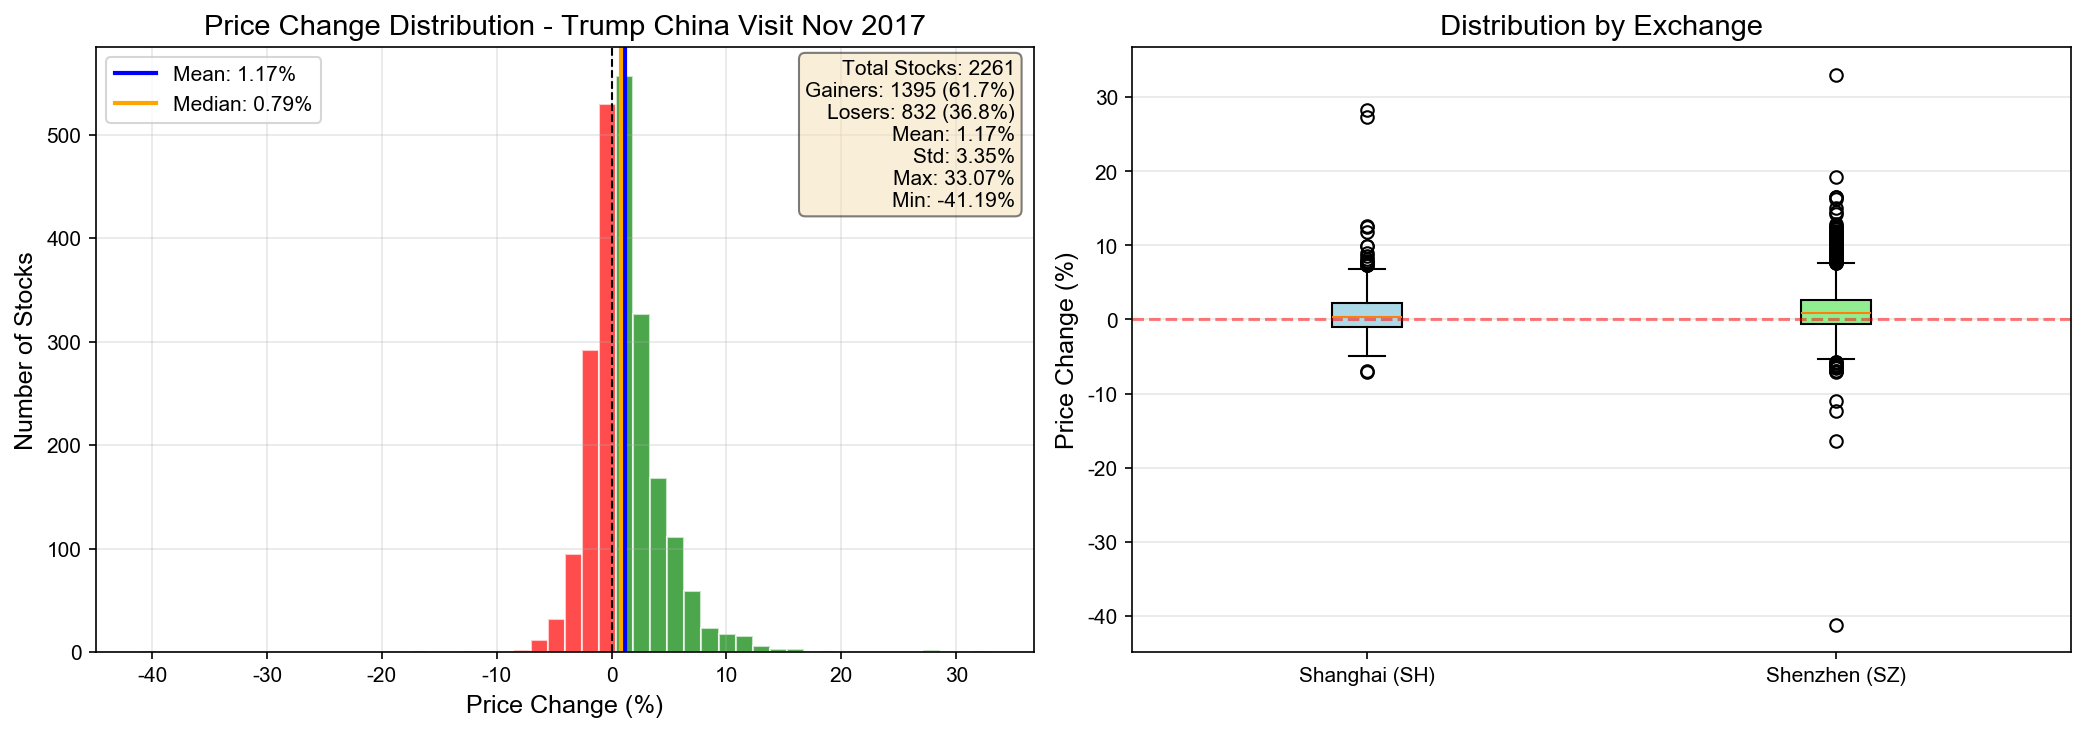 Price Change Distribution - Trump China Visit Nov 2017
Mean: 1.17%
Median: 0.79%
Total Stocks: 2261
Gainers: 1395 (61.7%)
Losers: 832 (36.8%)
Mean: 1.17%
Std: 3.35%
Max: 33.07%
Min: -41.19%
Number of Stocks
500
400
300
200
100
0
-40 -30 -20 -10 0 10 20 30
Price Change (%)
Distribution by Exchange
Price Change (%)
30
20
10
0
-10
-20
-30
-40
Shanghai (SH) Shenzhen (SZ)